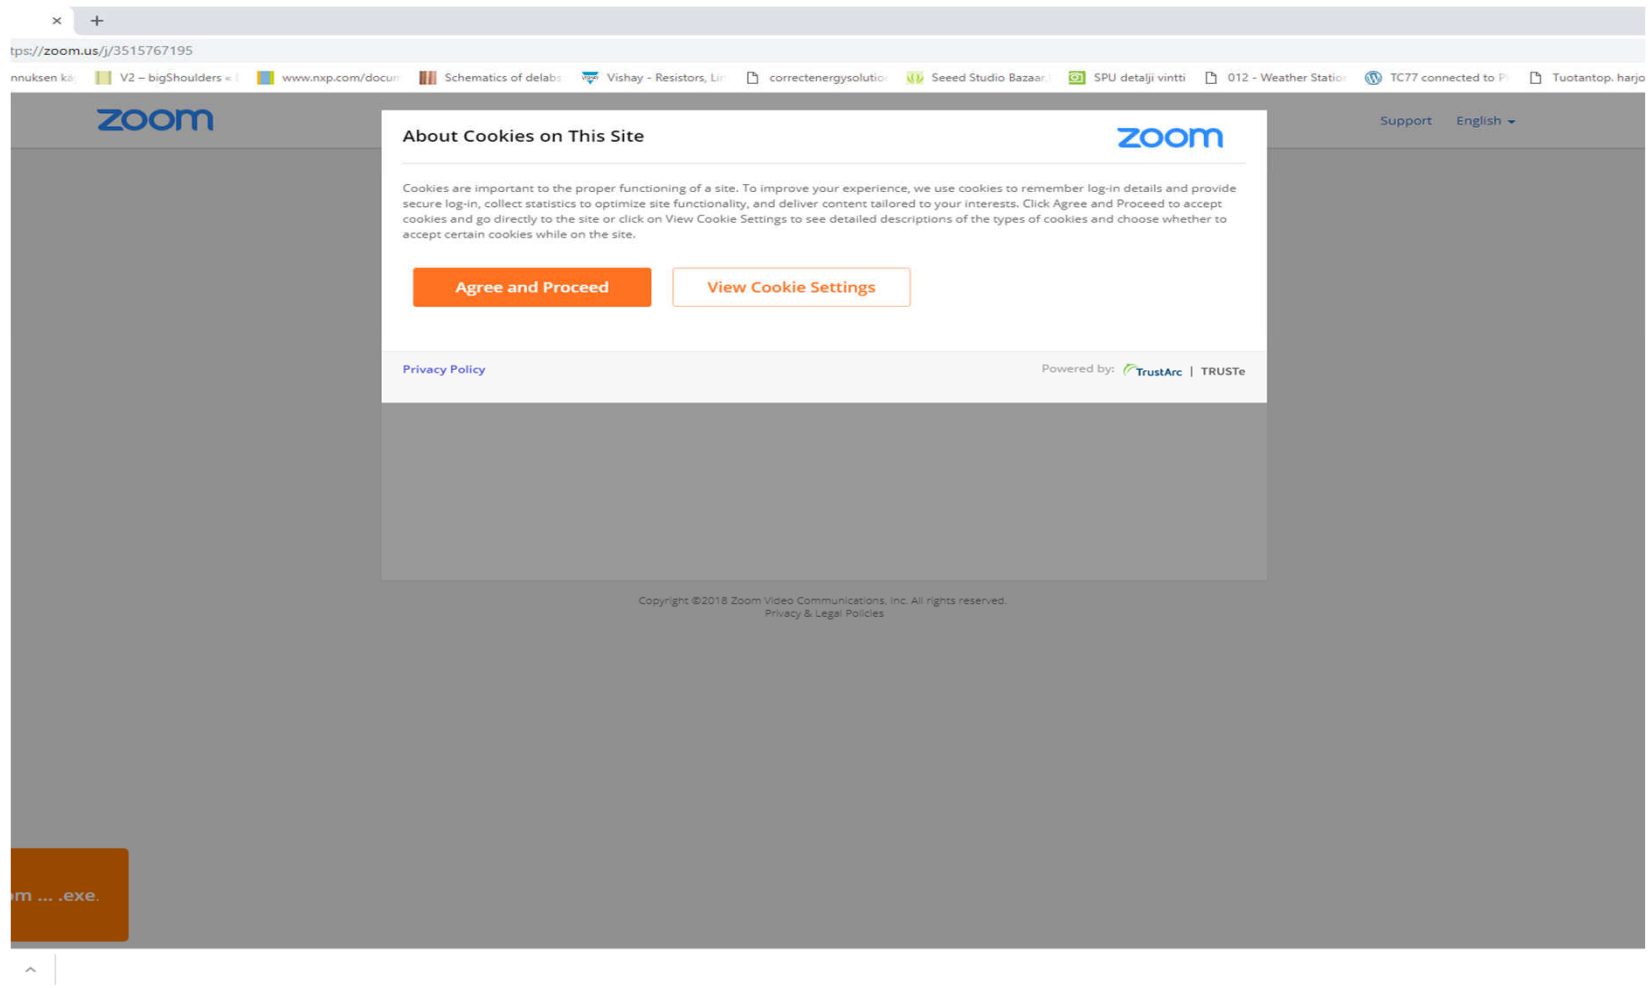 × +
tps://zoom.us/j/3515767195
nnuksen kä V2 – bigShoulders « www.nxp.com/docum Schematics of delabs Vishay - Resistors, Lin correctenergysolutio Seeed Studio Bazaar, SPU detalji vintti 012 - Weather Station TC77 connected to P Tuotantop. harjo
zoom
Support English
About Cookies on This Site
zoom
Cookies are important to the proper functioning of a site. To improve your experience, we use cookies to remember log-in details and provide
secure log-in, collect statistics to optimize site functionality, and deliver content tailored to your interests. Click Agree and Proceed to accept
cookies and go directly to the site or click on View Cookie Settings to see detailed descriptions of the types of cookies and choose whether to
accept certain cookies while on the site.
Agree and Proceed View Cookie Settings
Privacy Policy
Powered by: TrustArc | TRUSTe
Copyright ©2018 Zoom Video Communications, Inc. All rights reserved.
Privacy & Legal Policies
om ... .exe.